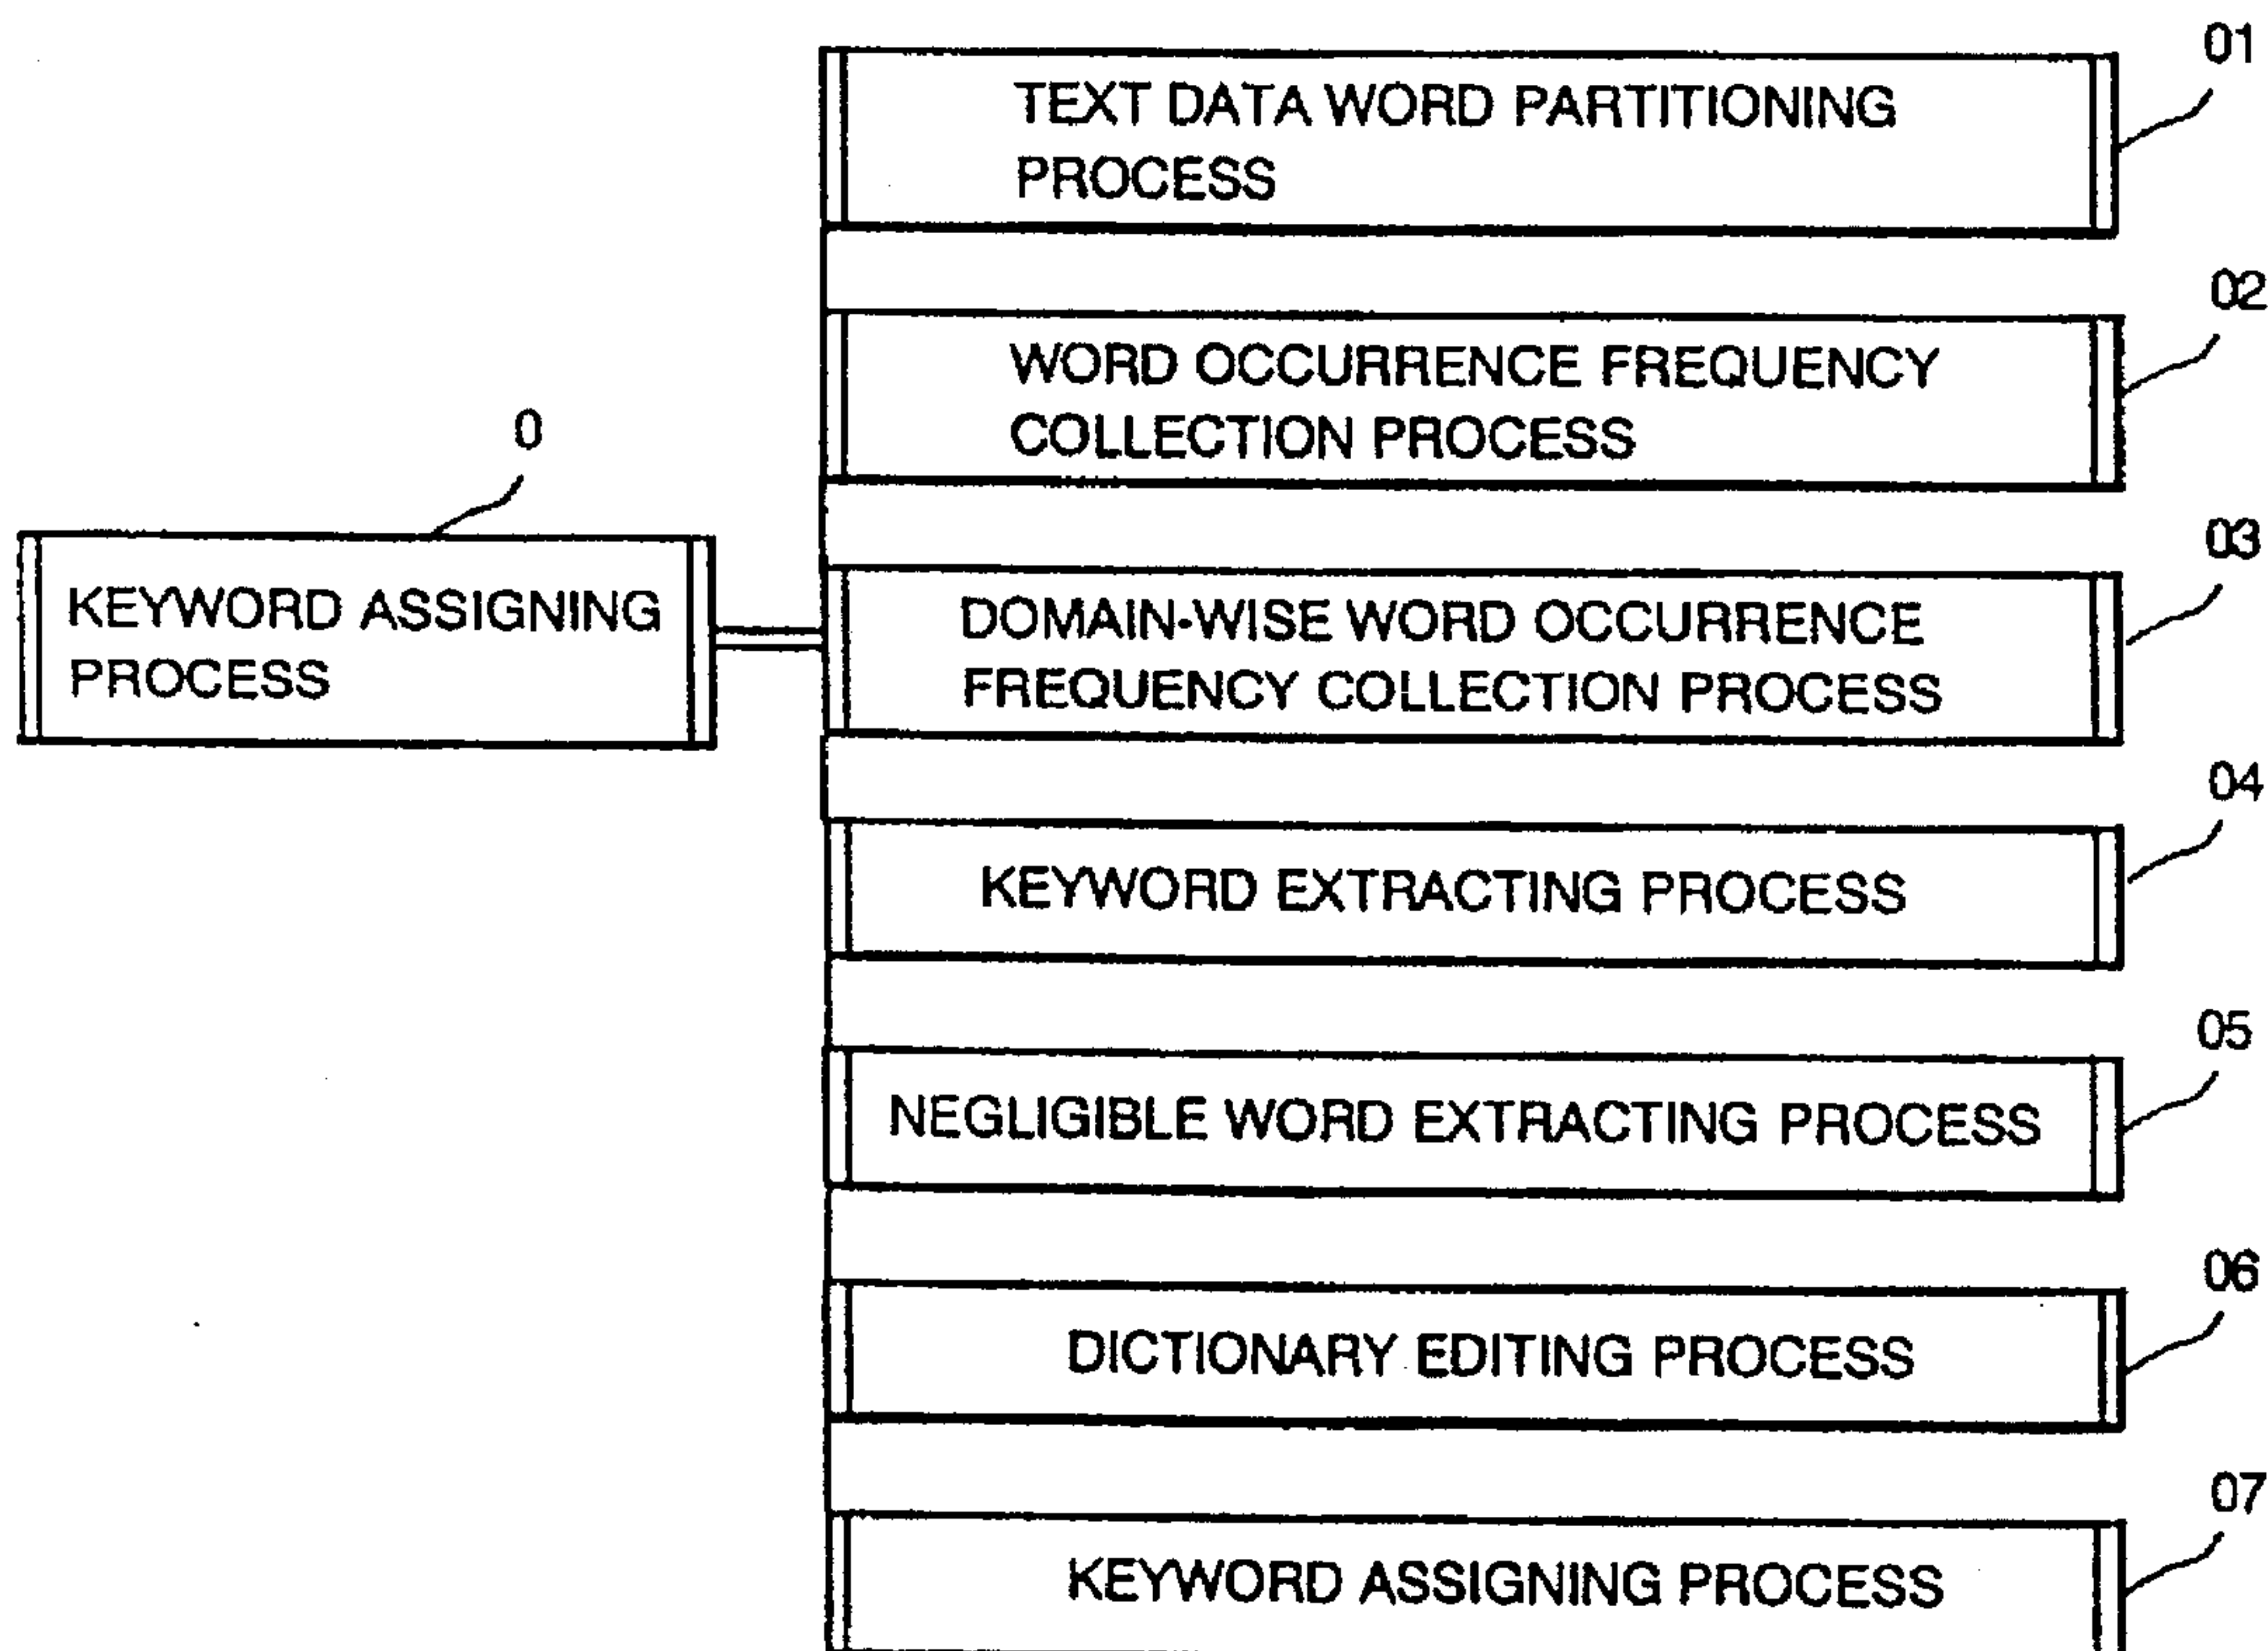 01
TEXT DATA WORD PARTITIONING
PROCESS
02
WORD OCCURRENCE FREQUENCY
COLLECTION PROCESS
0
KEYWORD ASSIGNING
PROCESS
03
DOMAIN-WISE WORD OCCURRENCE
FREQUENCY COLLECTION PROCESS
04
KEYWORD EXTRACTING PROCESS
05
NEGLIGIBLE WORD EXTRACTING PROCESS
06
DICTIONARY EDITING PROCESS
07
KEYWORD ASSIGNING PROCESS